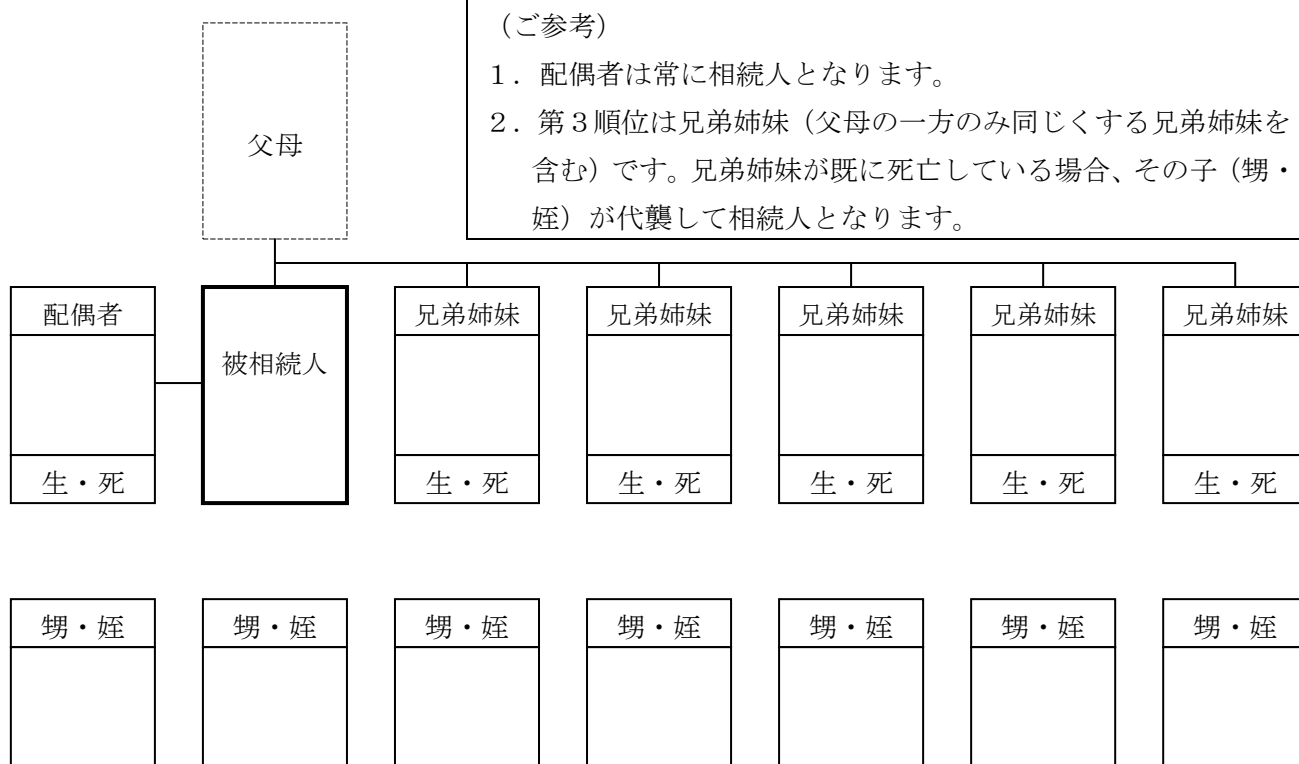 (ご参考)
１．配偶者は常に相続人となります。
２．第３順位は兄弟姉妹（父母の一方のみ同じくする兄弟姉妹を
含む）です。兄弟姉妹が既に死亡している場合、その子（甥・
姪）が代襲して相続人となります。
父母
配偶者
被相続人
兄弟姉妹
兄弟姉妹
兄弟姉妹
兄弟姉妹
兄弟姉妹
生・死
生・死
生・死
生・死
生・死
生・死
甥・姪
甥・姪
甥・姪
甥・姪
甥・姪
甥・姪
甥・姪